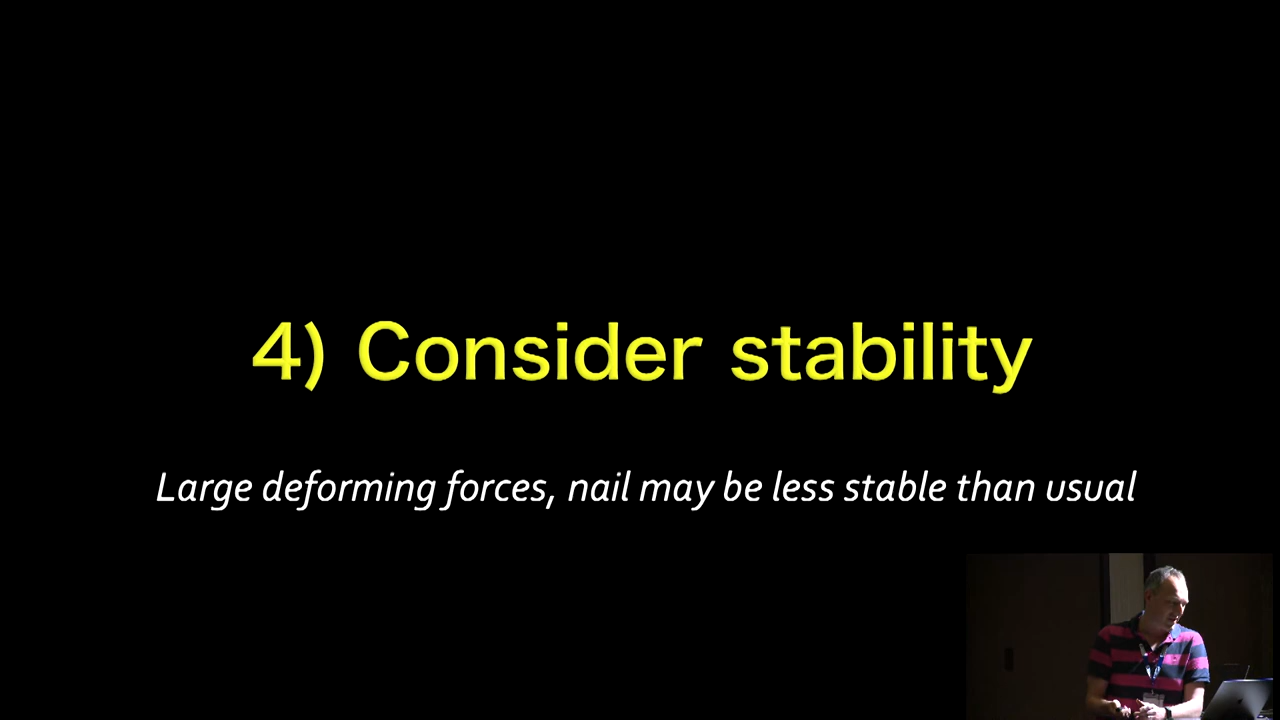 4) Consider stability
Large deforming forces, nail may be less stable than usual